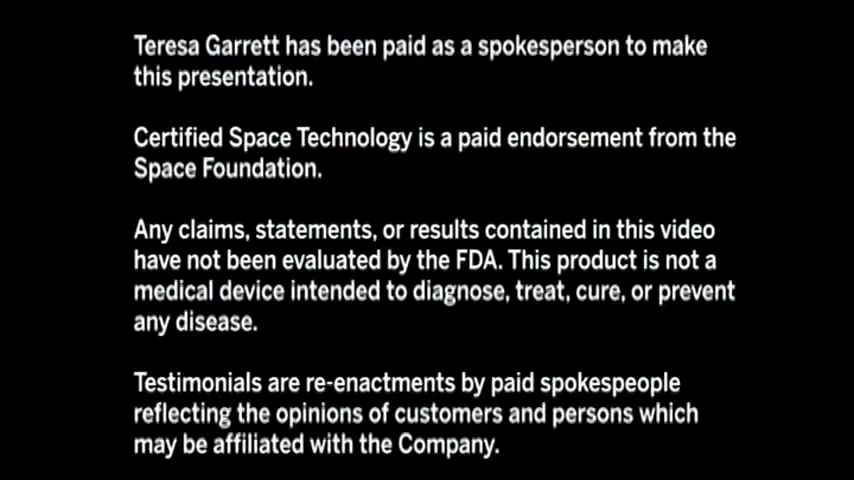 Teresa Garrett has been paid as a spokesperson to make
this presentation.
Certified Space Technology is a paid endorsement from the
Space Foundation.
Any claims, statements, or results contained in this video
have not been evaluated by the FDA. This product is not a
medical device intended to diagnose, treat, cure, or prevent
any disease.
Testimonials are re-enactments by paid spokespeople
reflecting the opinions of customers and persons which
may be affiliated with the Company.